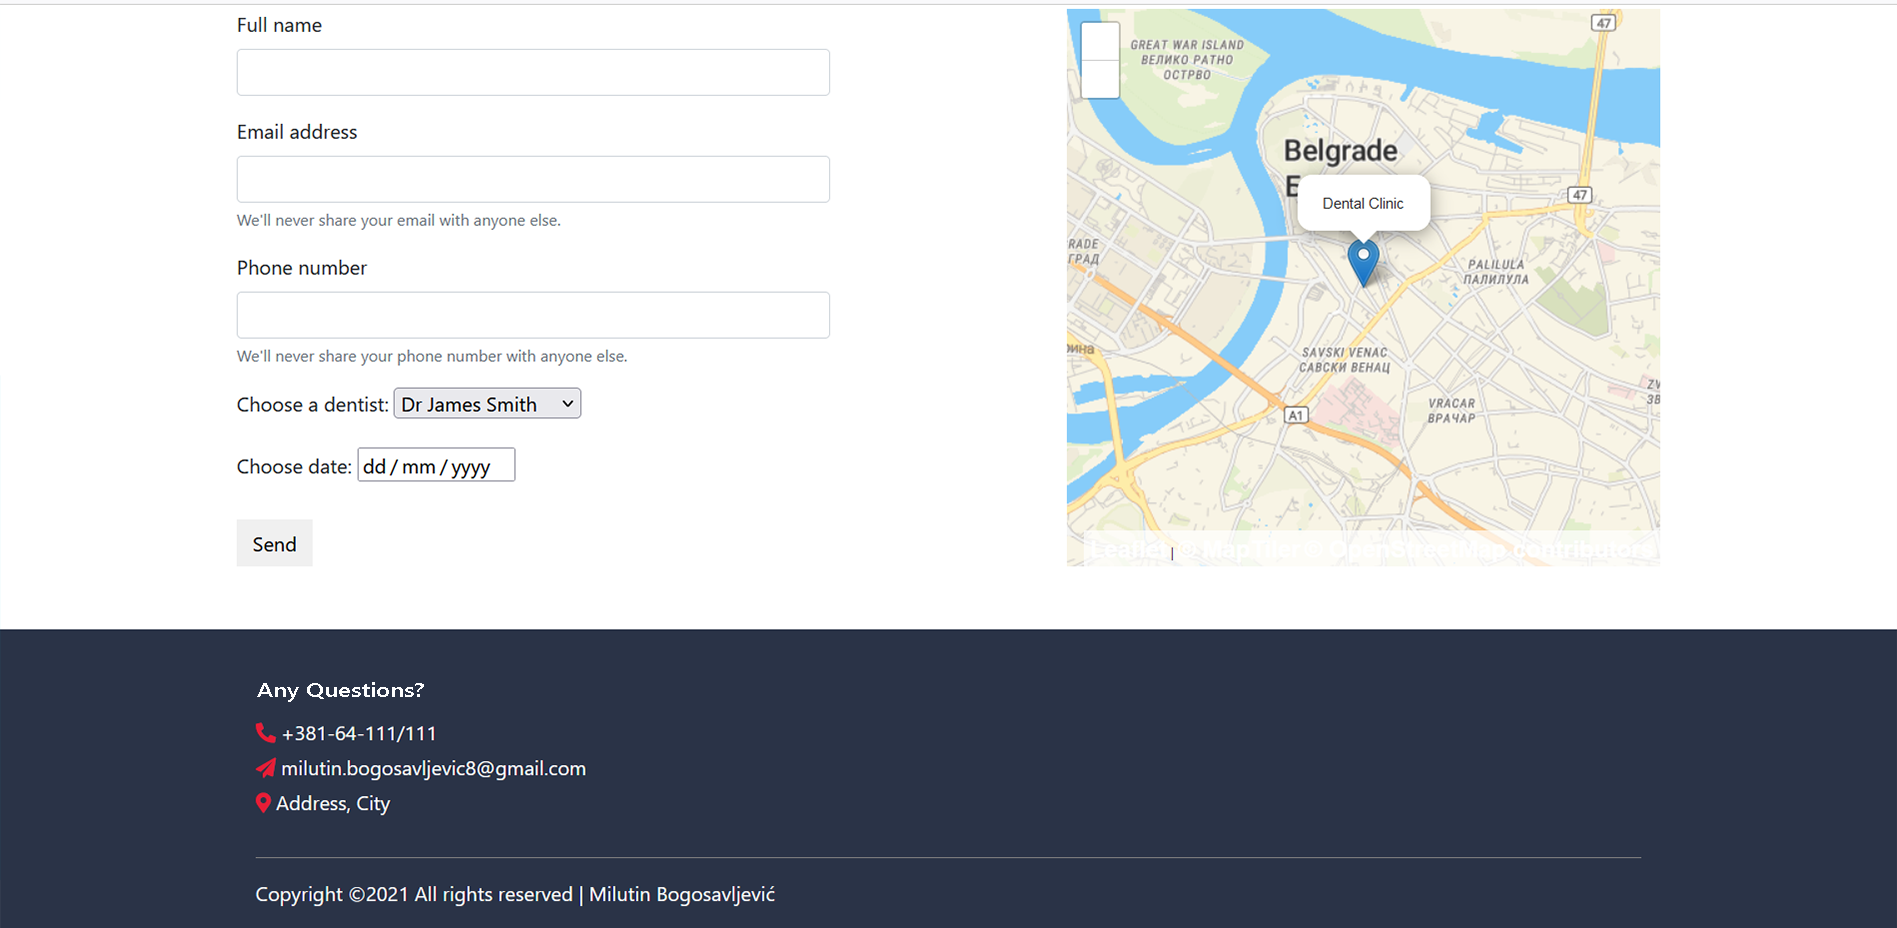 Full name
Email address
We'll never share your email with anyone else.
Phone number
We'll never share your phone number with anyone else.
Choose a dentist: Dr James Smith
Choose date: dd/mm/yyyy
Send
47
GREAT WAR ISLAND
ВЕЛИКО РАТНО
ОСТРВО
Belgrade
Dental Clinic
47
RADE
ГРАД
PALILULA
ПАЛИЛУЛА
ИНА
SAVSKI VENAC
САВСКИ ВЕНАЦ
ZV
ЗВ
VRACAR
ВРАЧАР
A1
Leaflet | © MapTiler © OpenStreetMap contributors
Any Questions?
+381-64-111/111
milutin.bogosavljevic8@gmail.com
Address, City
Copyright ©2021 All rights reserved | Milutin Bogosavljević